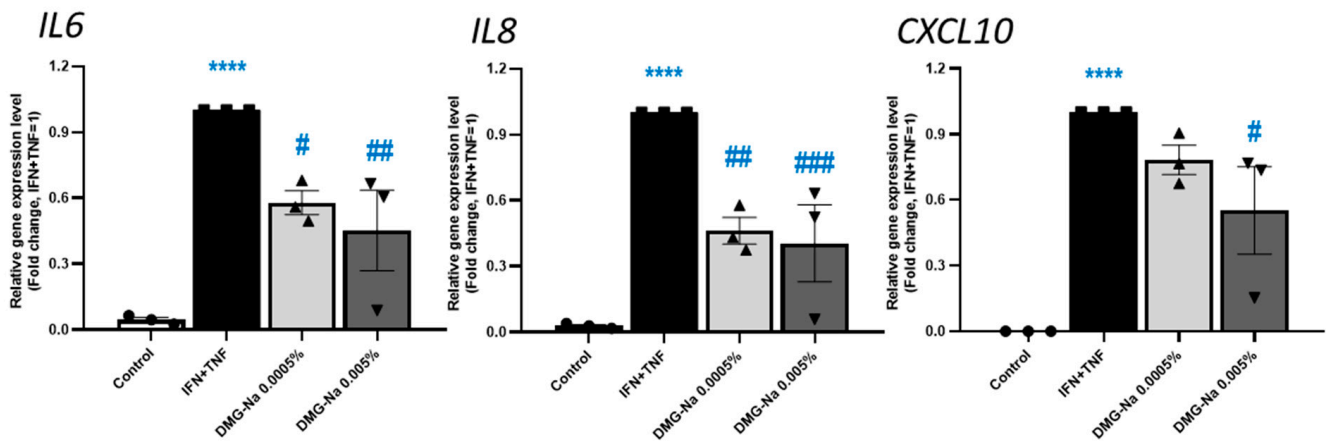 IL6
****
1.2
0.9
0.6
0.3
0.0
Relative gene expression level
(Fold change, IFN+TNF=1)
#
##
Control
IFN+TNF
DMG-Na 0.0005%
DMG-Na 0.005%
IL8
****
1.2
0.9
0.6
0.3
0.0
Relative gene expression level
(Fold change, IFN+TNF=1)
##
###
Control
IFN+TNF
DMG-Na 0.0005%
DMG-Na 0.005%
CXCL10
****
1.2
0.9
0.6
0.3
0.0
Relative gene expression level
(Fold change, IFN+TNF=1)
#
Control
IFN+TNF
DMG-Na 0.0005%
DMG-Na 0.005%